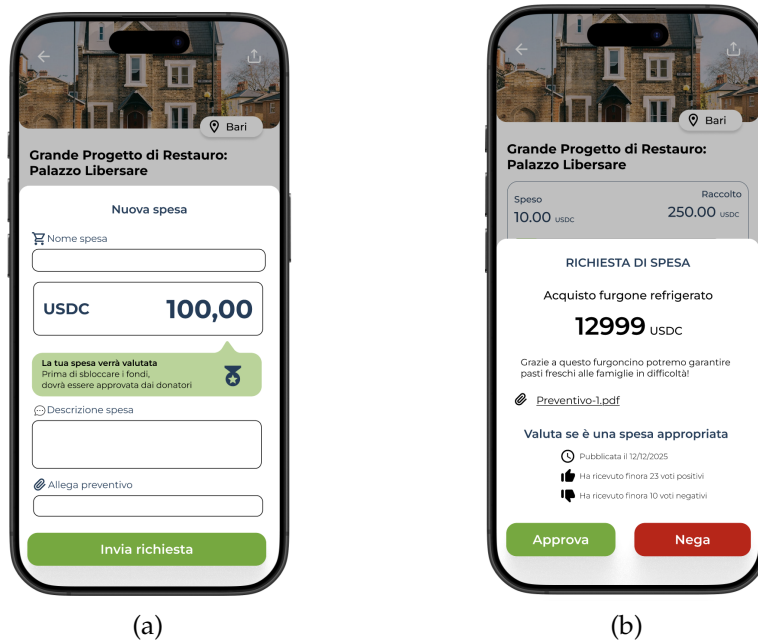 Bari
Grande Progetto di Restauro:
Palazzo Libersare
Nuova spesa
Nome spesa
USDC 100,00
La tua spesa verrà valutata
Prima di sbloccare i fondi,
dovrà essere approvata dai donatori
Descrizione spesa
Allega preventivo
Invia richiesta
(a)
Bari
Grande Progetto di Restauro:
Palazzo Libersare
Speso Raccolto
10.00 USDC 250.00 USDC
RICHIESTA DI SPESA
Acquisto furgone refrigerato
12999 USDC
Grazie a questo furgoncino potremo garantire
pasti freschi alle famiglie in difficoltà!
Preventivo-1.pdf
Valuta se è una spesa appropriata
Pubblicata il 12/12/2025
Ha ricevuto finora 23 voti positivi
Ha ricevuto finora 10 voti negativi
Approva Nega
(b)